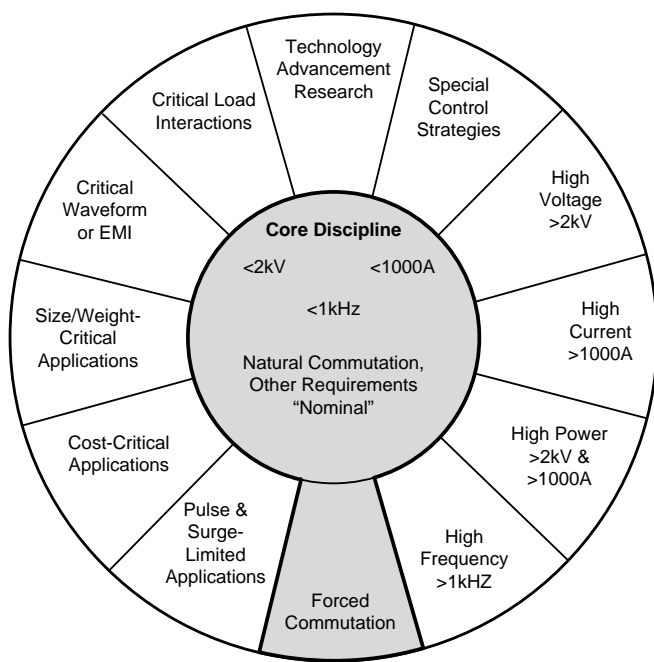 Technology
Advancement
Research
Special
Control
Strategies
High
Voltage
>2kV
High
Current
>1000A
High Power
>2kV &
>1000A
High
Frequency
>1kHZ
Forced
Commutation
Pulse &
Surge-
Limited
Applications
Cost-Critical
Applications
Size/Weight-
Critical
Applications
Critical
Waveform
or EMI
Critical Load
Interactions
Core Discipline
<2kV <1000A
<1kHz
Natural Commutation,
Other Requirements
“Nominal”